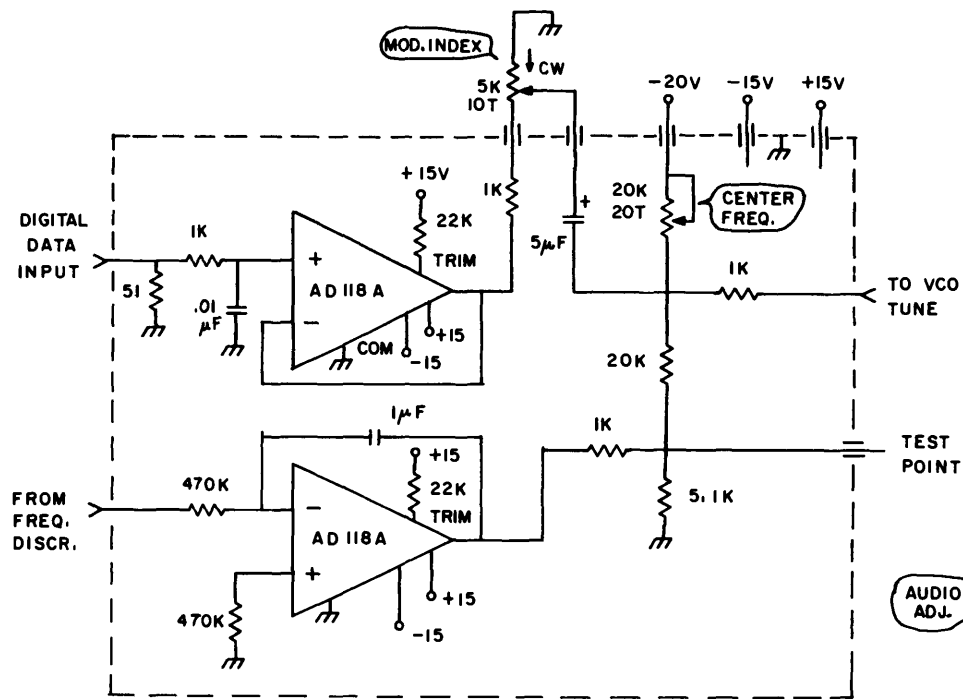 MOD. INDEX
CW
5K
10T
-20V
-15V
+15V
+15V
1K
20K
20T
CENTER
FREQ.
DIGITAL
DATA
INPUT
1K
22K
TRIM
+
5μF
1K
51
.01
μF
+
AD 118A
-
TO VCO
TUNE
+15
COM
-15
20K
1μF
1K
+15
TEST
POINT
470K
22K
TRIM
5.1K
FROM
FREQ.
DISCR.
-
AD 118A
+
+15
470K
-15
AUDIO
ADJ.